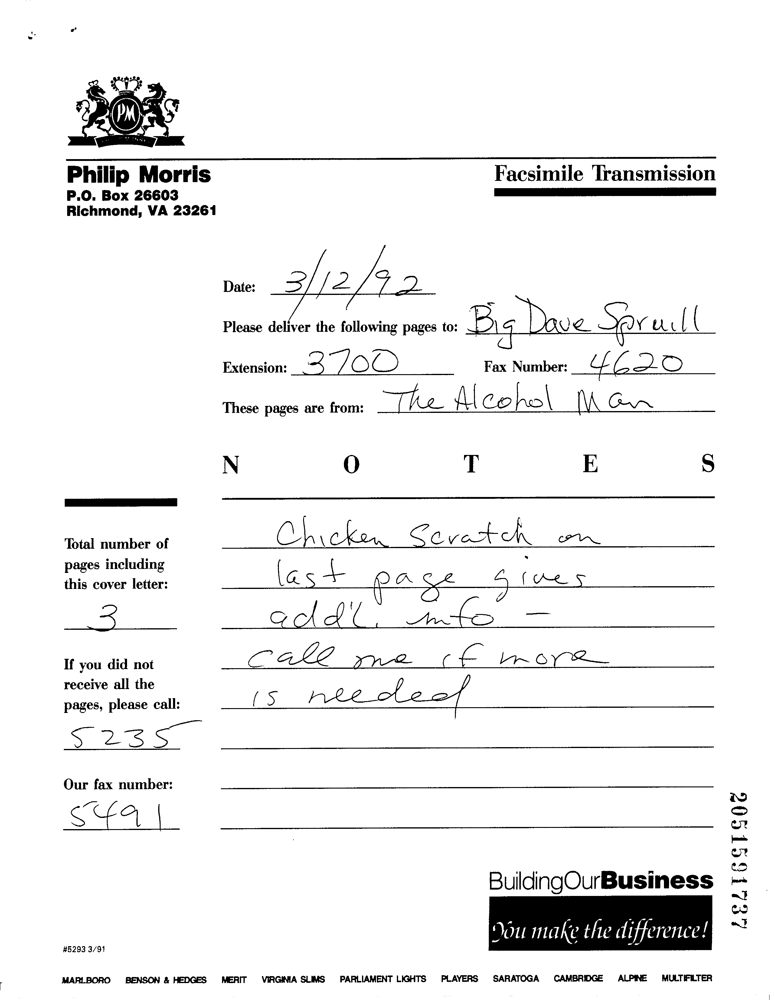 PM
Philip Morris
P.O. Box 26603
Richmond, VA 23261
Facsimile Transmission
Date: 3/12/92
Please deliver the following pages to: Big Dave Spruill
Extension: 3700 Fax Number: 4620
These pages are from: The Alcohol Man
N O T E S
Chicken Scratch on
last page gives
add'l. info –
call me if more
is needed
Total number of
pages including
this cover letter:
3
If you did not
receive all the
pages, please call:
5235
Our fax number:
5491
2051591737
BuildingOurBusiness
You make the difference!
#5293 3/91
MARLBORO BENSON & HEDGES MERIT VIRGINIA SLIMS PARLIAMENT LIGHTS PLAYERS SARATOGA CAMBRIDGE ALPINE MULTIFILTER